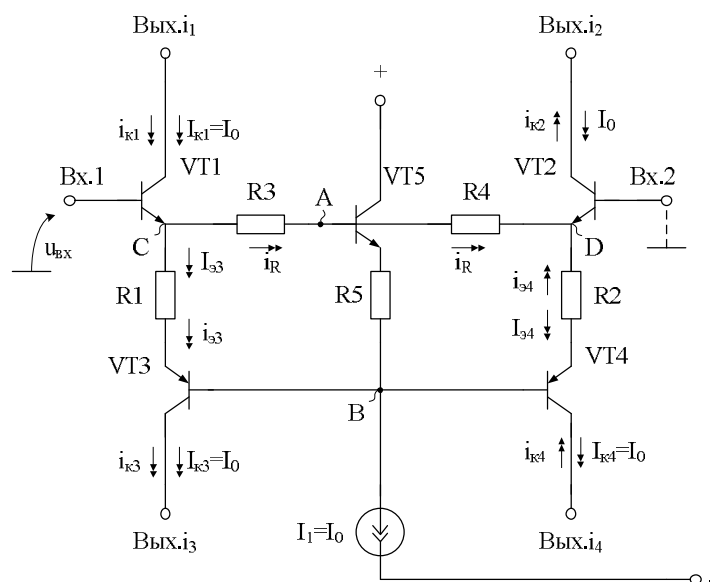 Вых.i₁
Вых.i₂
+
iк1
Iк1=I0
iк2
I0
VT1
VT5
VT2
Вх.1
R3
A
R4
Вх.2
C
D
uвх
iR
iR
Iэ3
R1
iэ3
R5
iэ4
R2
Iэ4
VT3
VT4
B
iк3
Iк3=I0
iк4
Iк4=I0
Вых.i₃
I1=I0
Вых.i₄
-